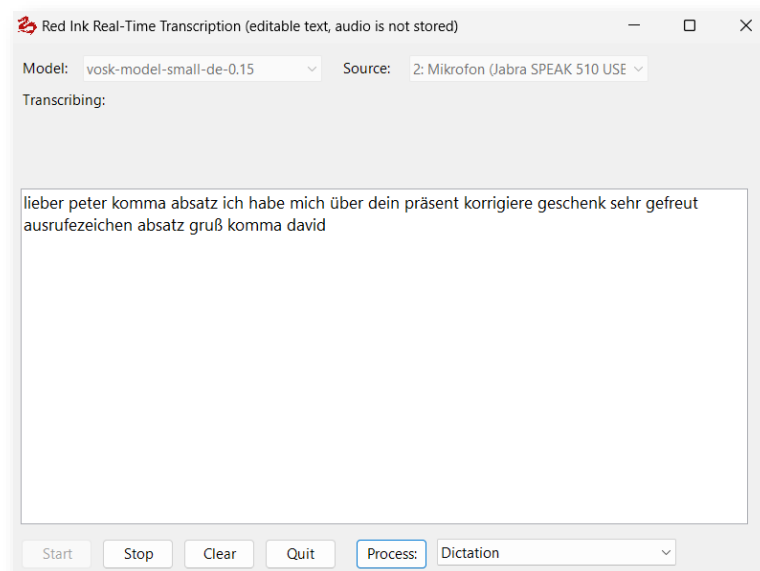 Red Ink Real-Time Transcription (editable text, audio is not stored)
Model: vosk-model-small-de-0.15 Source: 2: Mikrofon (Jabra SPEAK 510 USE
Transcribing:
lieber peter komma absatz ich habe mich über dein präsent korrigiere geschenk sehr gefreut
ausrufezeichen absatz gruß komma david
Start Stop Clear Quit Process: Dictation